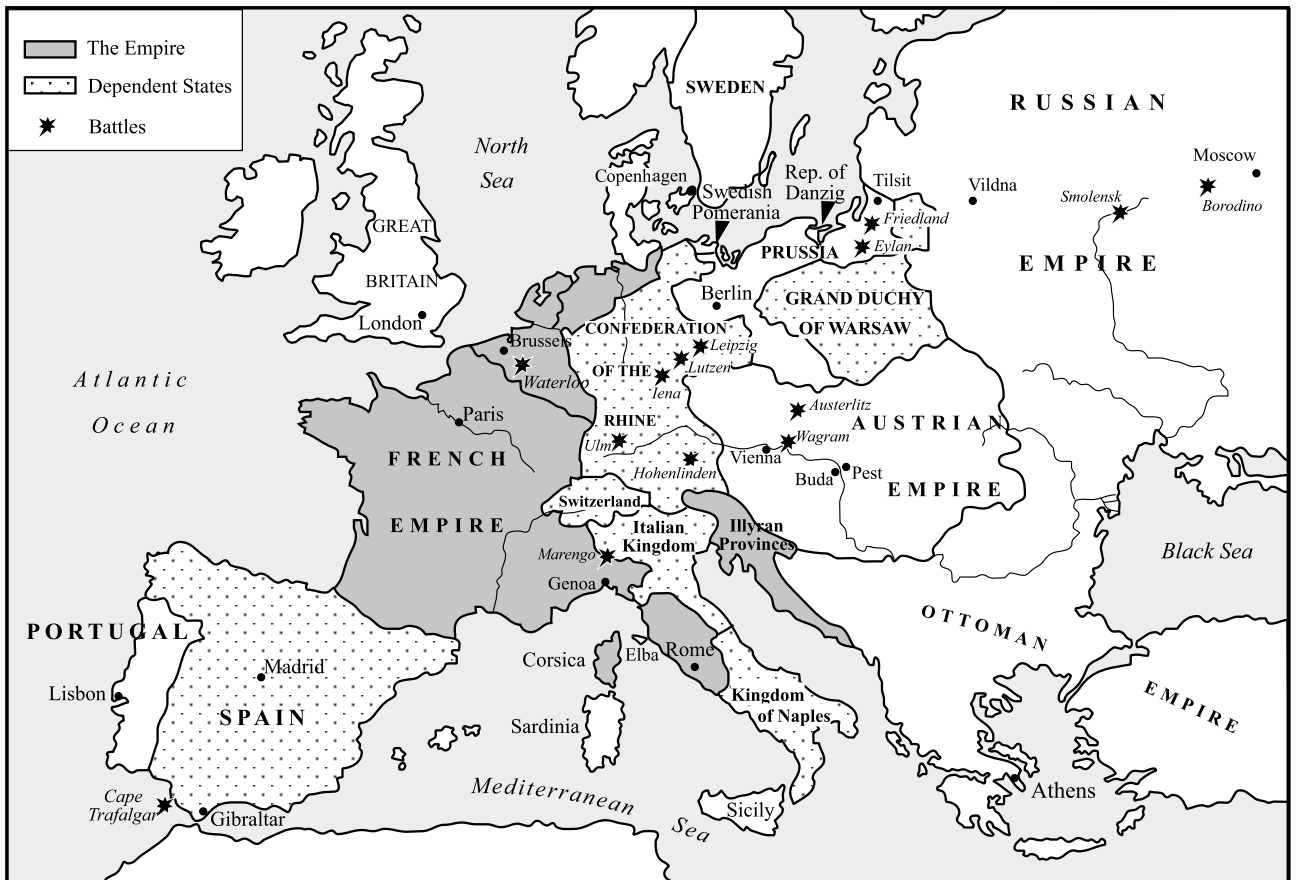 The Empire
Dependent States
Battles
SWEDEN
RUSSIAN
EMPIRE
North
Sea
Moscow
Borodino
Smolensk
Vildna
Tilsit
Friedland
Eylan
Rep. of
Danzig
Copenhagen
Swedish
Pomerania
PRUSSIA
GREAT
BRITAIN
London
Berlin
GRAND DUCHY
OF WARSAW
CONFEDERATION
OF THE
RHINE
Leipzig
Lutzen
Iena
Brussels
Waterloo
Atlantic
Ocean
Paris
FRENCH
EMPIRE
Ulm
Hohenlinden
Austerlitz
Wagram
Vienna
AUSTRIAN
EMPIRE
Buda
Pest
Switzerland
Italian
Kingdom
Illyran
Provinces
Marengo
Genoa
Black Sea
OTTOMAN
EMPIRE
PORTUGAL
Lisbon
Madrid
SPAIN
Corsica
Elba
Rome
Sardinia
Kingdom
of Naples
Cape
Trafalgar
Gibraltar
Mediterranean
Sea
Sicily
Athens